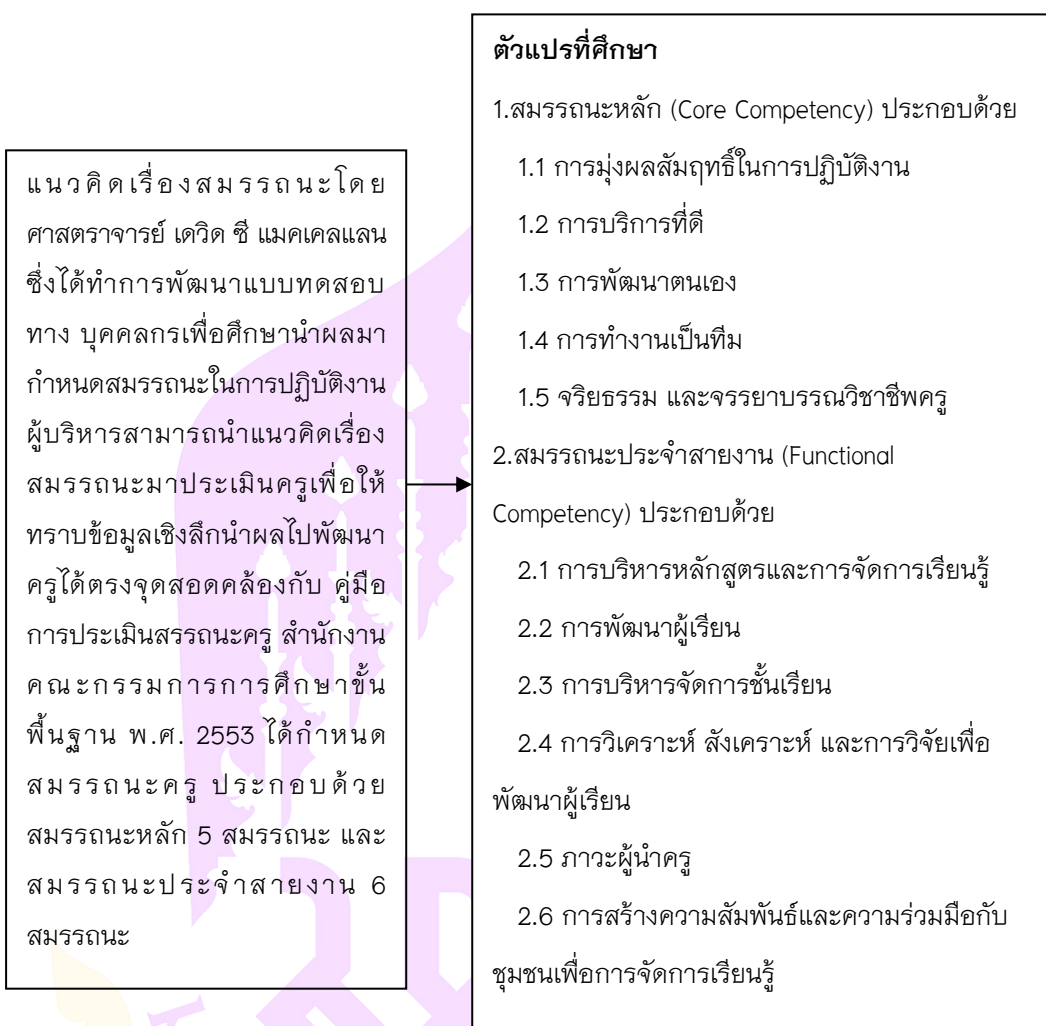 แนวคิดเรื่องสมรรถนะโดย
ศาสตราจารย์ เดวิด ซี แมคเคลแลน
ซึ่งได้ทำการพัฒนาแบบทดสอบ
ทาง บุคคลกรเพื่อศึกษานำผลมา
กำหนดสมรรถนะในการปฏิบัติงาน
ผู้บริหารสามารถนำแนวคิดเรื่อง
สมรรถนะมาประเมินครูเพื่อให้
ทราบข้อมูลเชิงลึกนำผลไปพัฒนา
ครูได้ตรงจุดสอดคล้องกับ คู่มือ
การประเมินสรรถนะครู สำนักงาน
คณะกรรมการการศึกษาขั้น
พื้นฐาน พ.ศ. 2553 ได้กำหนด
สมรรถนะครู ประกอบด้วย
สมรรถนะหลัก 5 สมรรถนะ และ
สมรรถนะประจำสายงาน 6
สมรรถนะ
ตัวแปรที่ศึกษา
1.สมรรถนะหลัก (Core Competency) ประกอบด้วย
1.1 การมุ่งผลสัมฤทธิ์ในการปฏิบัติงาน
1.2 การบริการที่ดี
1.3 การพัฒนาตนเอง
1.4 การทำงานเป็นทีม
1.5 จริยธรรม และจรรยาบรรณวิชาชีพครู
2.สมรรถนะประจำสายงาน (Functional
Competency) ประกอบด้วย
2.1 การบริหารหลักสูตรและการจัดการเรียนรู้
2.2 การพัฒนาผู้เรียน
2.3 การบริหารจัดการชั้นเรียน
2.4 การวิเคราะห์ สังเคราะห์ และการวิจัยเพื่อ
พัฒนาผู้เรียน
2.5 ภาวะผู้นำครู
2.6 การสร้างความสัมพันธ์และความร่วมมือกับ
ชุมชนเพื่อการจัดการเรียนรู้